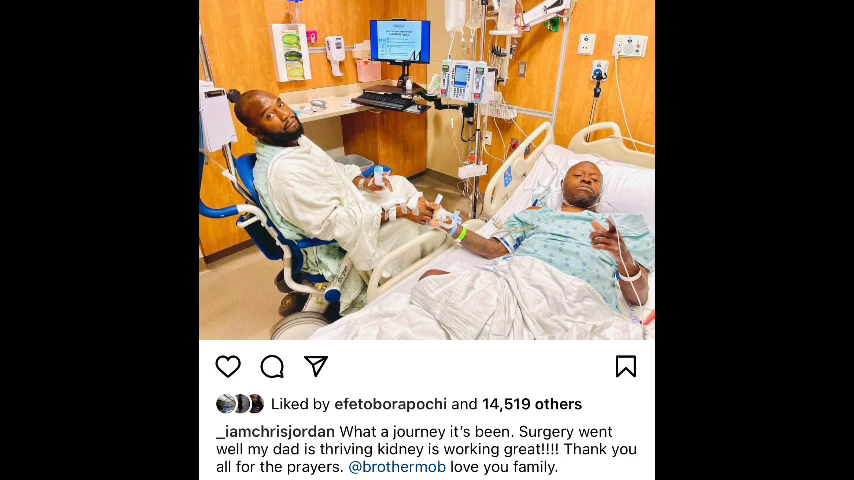 Liked by efetoborapochi and 14,519 others
_iamchrisjordan What a journey it’s been. Surgery went
well my dad is thriving kidney is working great!!!! Thank you
all for the prayers. @brothermob love you family.